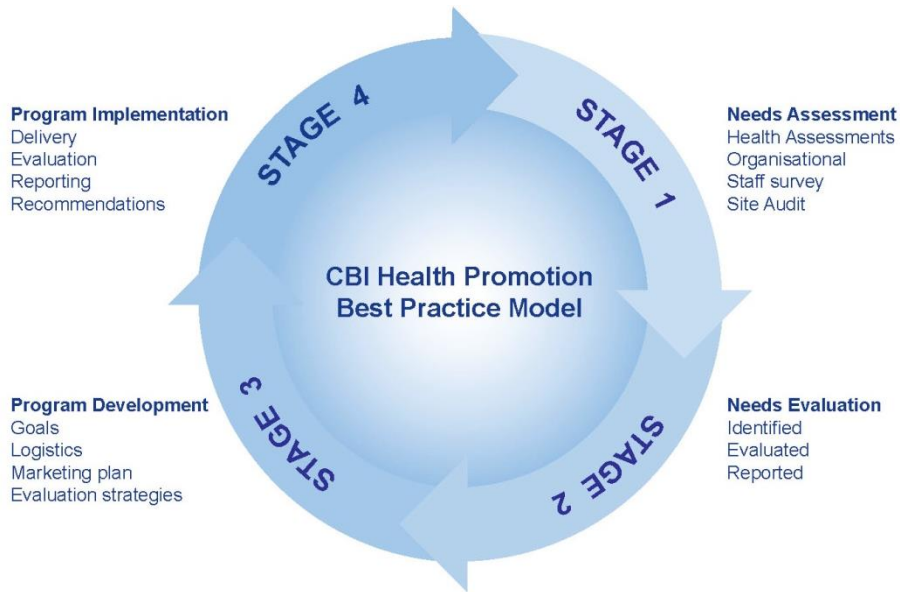 STAGE 1
Needs Assessment
Health Assessments
Organisational
Staff survey
Site Audit
STAGE 2
Needs Evaluation
Identified
Evaluated
Reported
STAGE 3
Program Development
Goals
Logistics
Marketing plan
Evaluation strategies
STAGE 4
Program Implementation
Delivery
Evaluation
Reporting
Recommendations
CBI Health Promotion
Best Practice Model